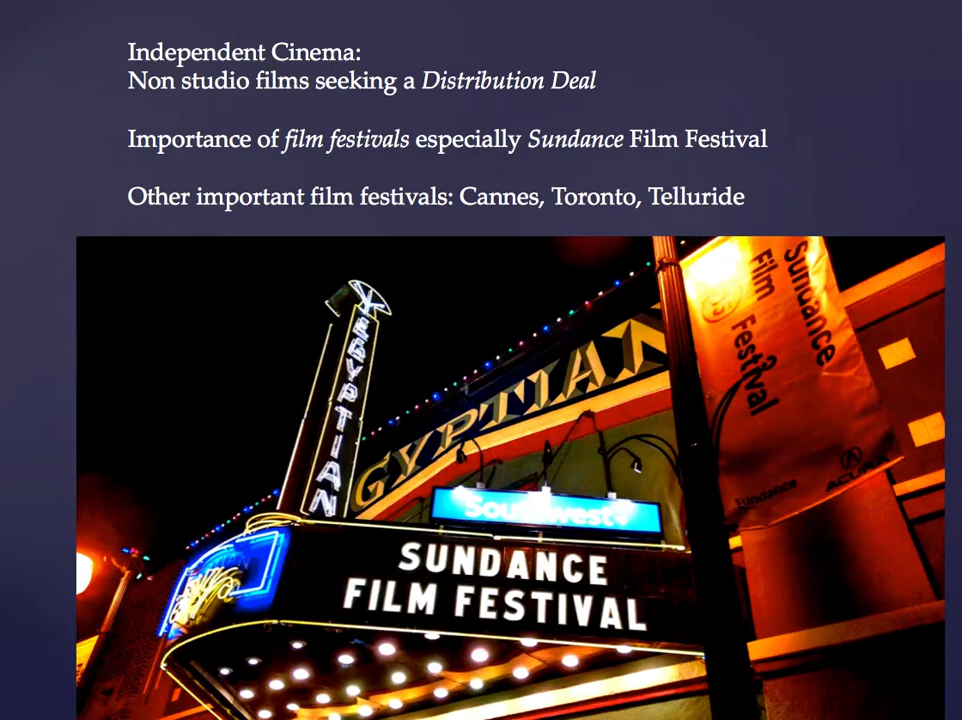 Independent Cinema:
Non studio films seeking a Distribution Deal
Importance of film festivals especially Sundance Film Festival
Other important film festivals: Cannes, Toronto, Telluride
EGYPTIAN
GYPTIAN
Sundance
Film
Festival
sundance
ACURA
Southwest
SUNDANCE
FILM FESTIVAL